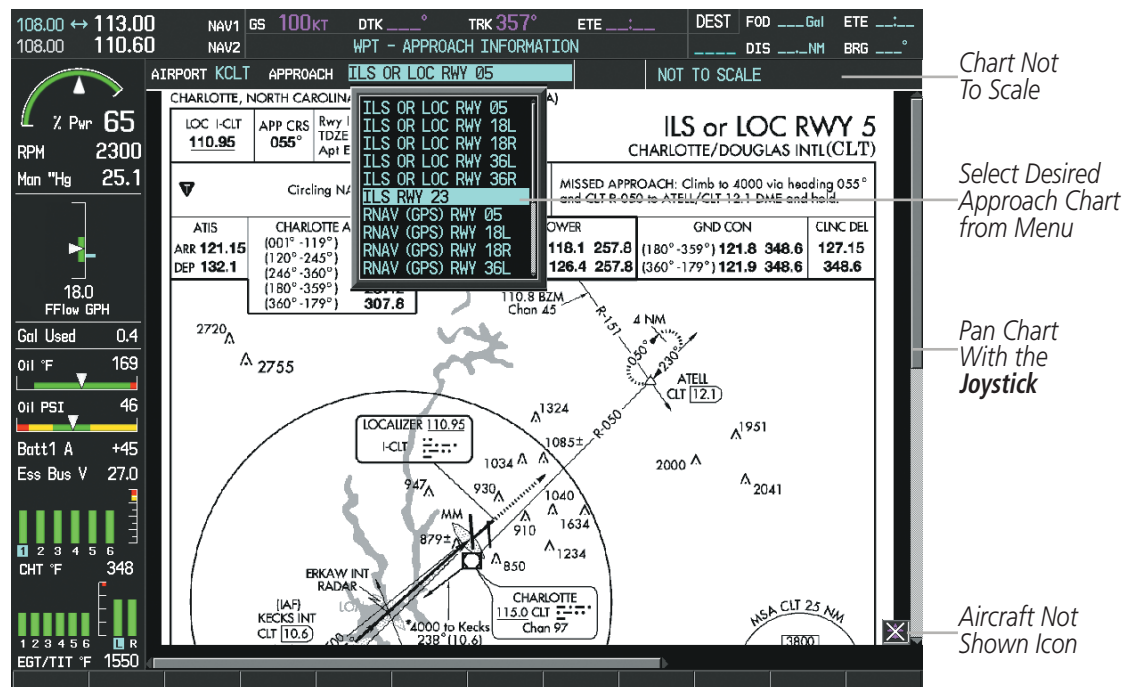 108.00 ↔ 113.00 NAV1 GS 100KT DTK ___° TRK 357° ETE __:__ DEST FOD ___Gal ETE __:__
108.00 110.60 NAV2 WPT – APPROACH INFORMATION ____ DIS __._NM BRG ___°
AIRPORT KCLT APPROACH ILS OR LOC RWY 05 NOT TO SCALE
Chart Not
To Scale
% Pwr 65
RPM 2300
Man "Hg 25.1
18.0
FFlow GPH
Gal Used 0.4
Oil °F 169
Oil PSI 46
Batt1 A +45
Ess Bus V 27.0
1 2 3 4 5 6
CHT °F 348
1 2 3 4 5 6 L R
EGT/TIT °F 1550
ILS OR LOC RWY 05
ILS OR LOC RWY 18L
ILS OR LOC RWY 18R
ILS OR LOC RWY 36L
ILS OR LOC RWY 36R
ILS RWY 23
RNAV (GPS) RWY 05
RNAV (GPS) RWY 18L
RNAV (GPS) RWY 18R
RNAV (GPS) RWY 36L
Select Desired
Approach Chart
from Menu
CHARLOTTE, NORTH CAROLINA
LOC I-CLT
110.95
APP CRS
055°
Rwy
TDZE
Apt E
ILS or LOC RWY 5
CHARLOTTE/DOUGLAS INTL(CLT)
T
Circling NA
MISSED APPROACH: Climb to 4000 via heading 055°
and CLT R-050 to ATELL/CLT 12.1 DME and hold.
ATIS
ARR 121.15
DEP 132.1
CHARLOTTE A
(001°-119°)
(120°-245°)
(246°-360°)
(180°-359°)
(360°-179°) 307.8
OWER
118.1 257.8
126.4 257.8
GND CON
(180°-359°) 121.8 348.6
(360°-179°) 121.9 348.6
CLNC DEL
127.15
348.6
110.8 BZM
Chan 45
R-151
4 NM
050°
230°
ATELL
CLT 12.1
R-050
2720
2755
1324
1085±
1951
2000
2041
LOCALIZER 110.95
I-CLT
1034
947
930
1040
1634
910
MM
879±
850
1234
ERKAW INT
RADAR
(IAF)
KECKS INT
CLT 10.6
LO
*4000 to Kecks
238° (10.6)
CHARLOTTE
115.0 CLT
Chan 97
MSA CLT 25 NM
3800
Pan Chart
With the
Joystick
Aircraft Not
Shown Icon